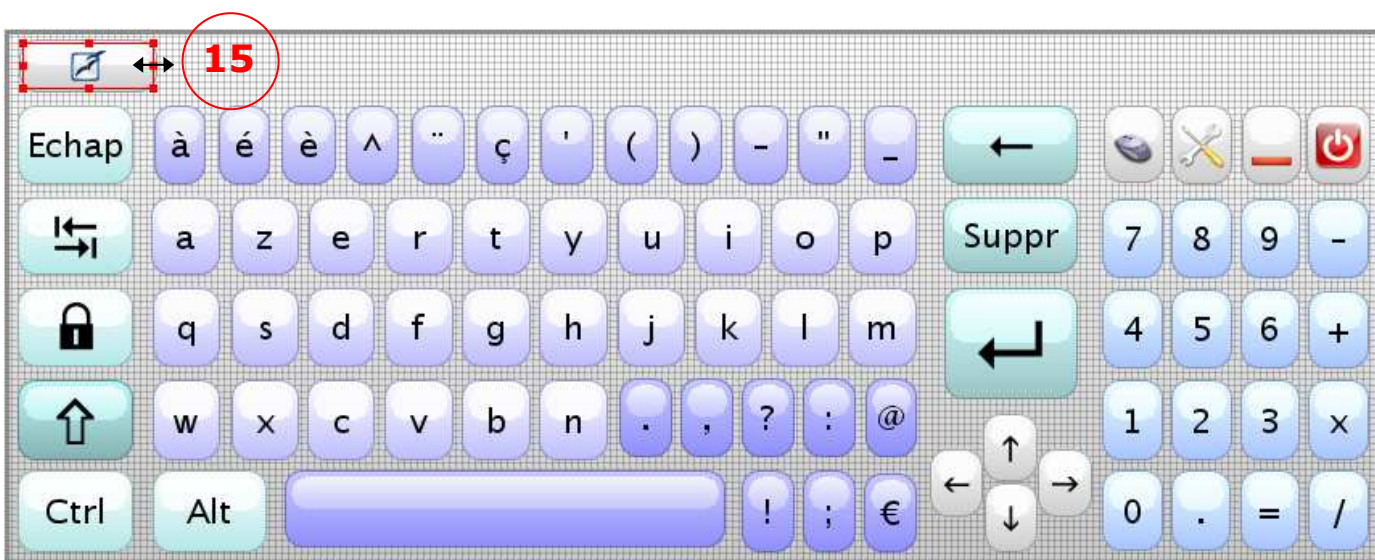 15
Echap à é è ^ ¨ ç ' ( ) - " _ ←
a z e r t y u i o p Suppr 7 8 9 -
q s d f g h j k l m 4 5 6 +
w x c v b n . , ? : @ ↑ 1 2 3 x
Ctrl Alt ! ; € ← ↓ → 0 . = /